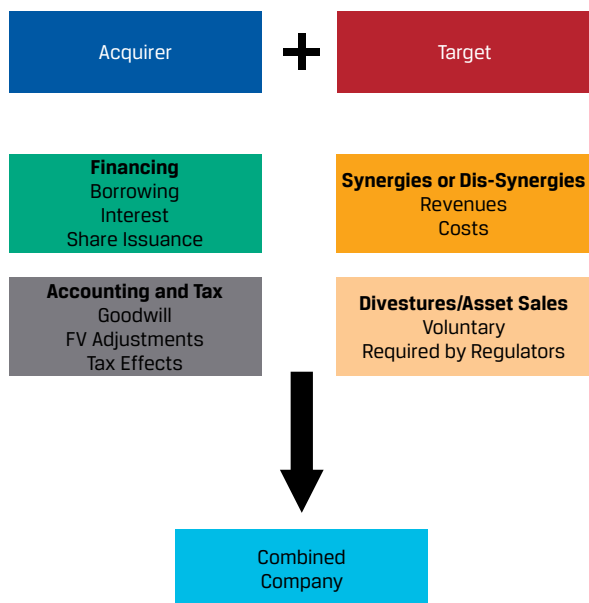 Acquirer
+
Target
Financing
Borrowing
Interest
Share Issuance
Synergies or Dis-Synergies
Revenues
Costs
Accounting and Tax
Goodwill
FV Adjustments
Tax Effects
Divestures/Asset Sales
Voluntary
Required by Regulators
Combined
Company